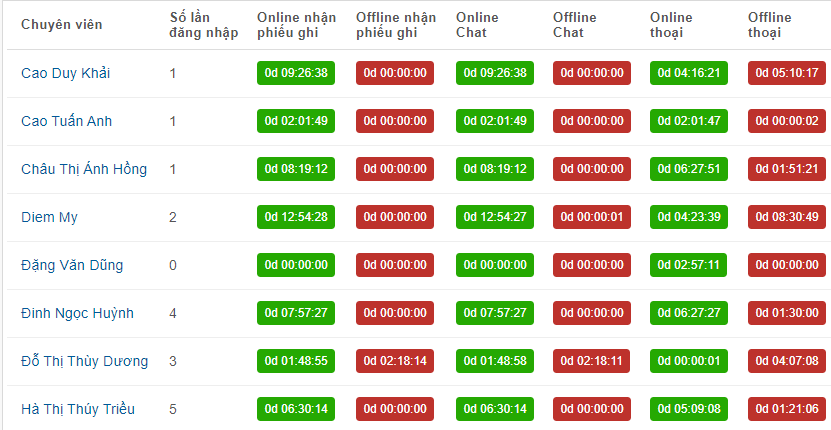 Chuyên viên Số lần đăng nhập Online nhận phiếu ghi Offline nhận phiếu ghi Online Chat Offline Chat Online thoại Offline thoại
Cao Duy Khải 1 0d 09:26:38 0d 00:00:00 0d 09:26:38 0d 00:00:00 0d 04:16:21 0d 05:10:17
Cao Tuấn Anh 1 0d 02:01:49 0d 00:00:00 0d 02:01:49 0d 00:00:00 0d 02:01:47 0d 00:00:02
Châu Thị Ánh Hồng 1 0d 08:19:12 0d 00:00:00 0d 08:19:12 0d 00:00:00 0d 06:27:51 0d 01:51:21
Diem My 2 0d 12:54:28 0d 00:00:00 0d 12:54:27 0d 00:00:01 0d 04:23:39 0d 08:30:49
Đặng Văn Dũng 0 0d 00:00:00 0d 00:00:00 0d 00:00:00 0d 00:00:00 0d 02:57:11 0d 00:00:00
Đinh Ngọc Huỳnh 4 0d 07:57:27 0d 00:00:00 0d 07:57:27 0d 00:00:00 0d 06:27:27 0d 01:30:00
Đỗ Thị Thùy Dương 3 0d 01:48:55 0d 02:18:14 0d 01:48:58 0d 02:18:11 0d 00:00:01 0d 04:07:08
Hà Thị Thúy Triều 5 0d 06:30:14 0d 00:00:00 0d 06:30:14 0d 00:00:00 0d 05:09:08 0d 01:21:06